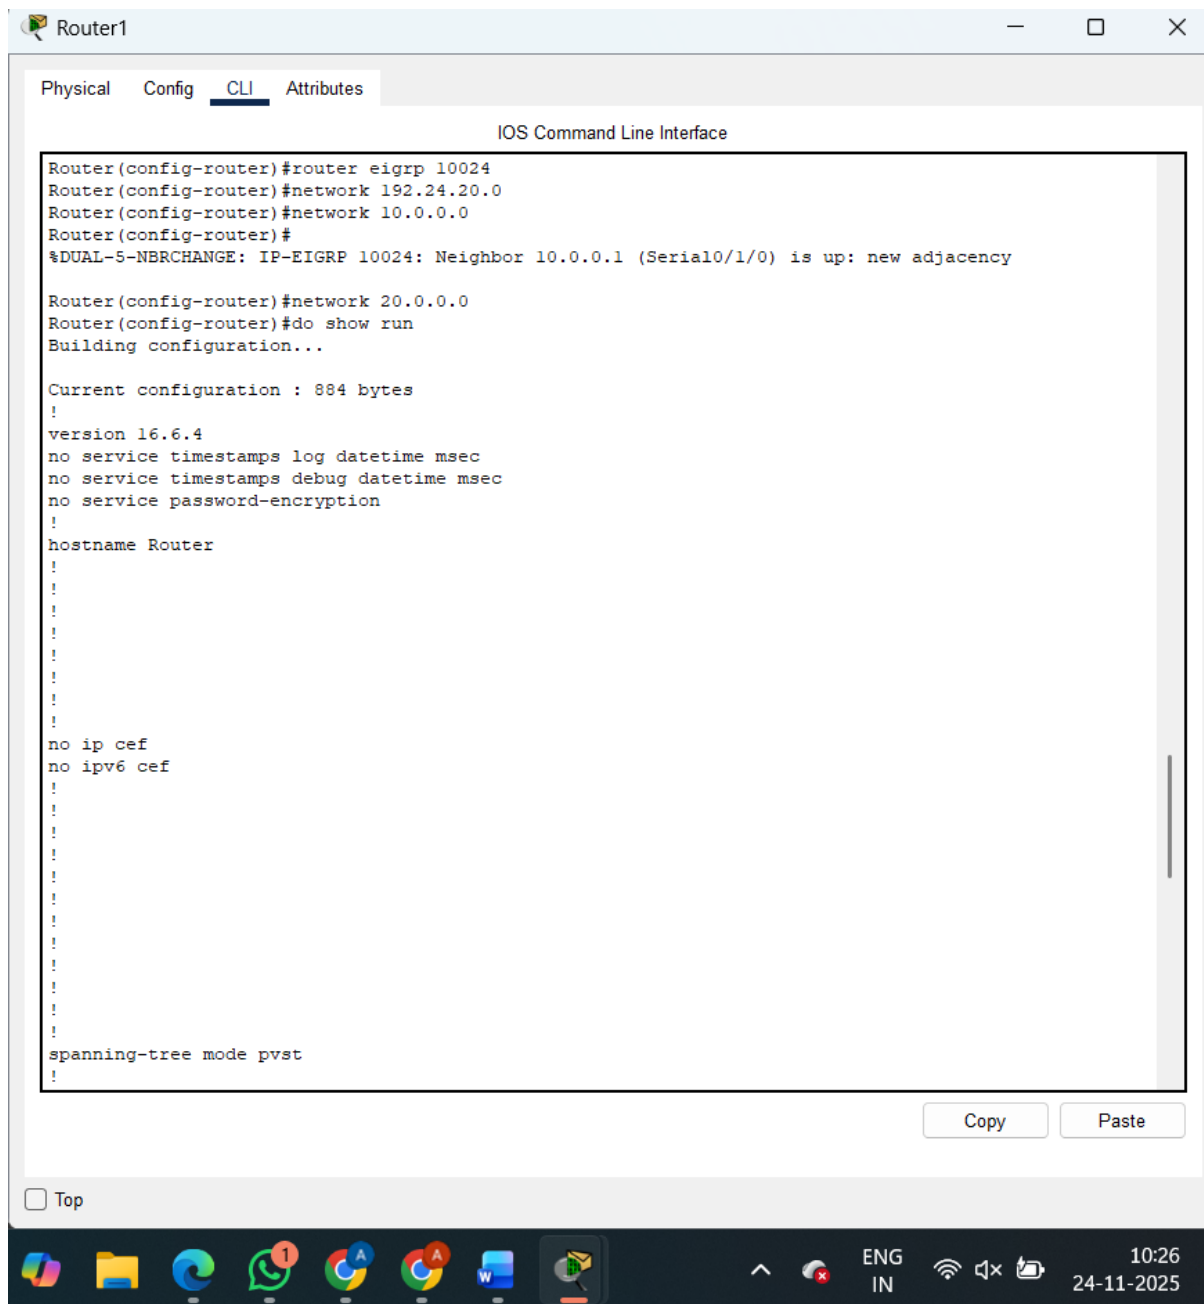 Router1
Physical Config CLI Attributes
IOS Command Line Interface
Router(config-router)#router eigrp 10024
Router(config-router)#network 192.24.20.0
Router(config-router)#network 10.0.0.0
Router(config-router)#
%DUAL-5-NBRCHANGE: IP-EIGRP 10024: Neighbor 10.0.0.1 (Serial0/1/0) is up: new adjacency
Router(config-router)#network 20.0.0.0
Router(config-router)#do show run
Building configuration...
Current configuration : 884 bytes
!
version 16.6.4
no service timestamps log datetime msec
no service timestamps debug datetime msec
no service password-encryption
!
hostname Router
!
!
!
!
!
!
!
!
no ip cef
no ipv6 cef
!
!
!
!
!
!
!
!
!
!
!
!
spanning-tree mode pvst
!
Copy Paste
Top
1
A
A
W
ENG
IN
10:26
24-11-2025